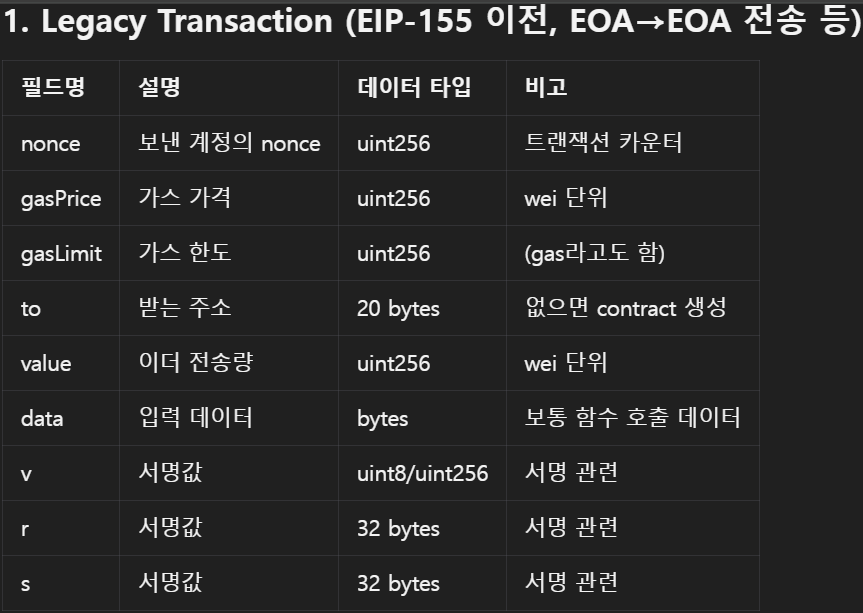 1. Legacy Transaction (EIP-155 이전, EOA→EOA 전송 등)
필드명 설명 데이터 타입 비고
nonce 보낸 계정의 nonce uint256 트랜잭션 카운터
gasPrice 가스 가격 uint256 wei 단위
gasLimit 가스 한도 uint256 (gas라고도 함)
to 받는 주소 20 bytes 없으면 contract 생성
value 이더 전송량 uint256 wei 단위
data 입력 데이터 bytes 보통 함수 호출 데이터
v 서명값 uint8/uint256 서명 관련
r 서명값 32 bytes 서명 관련
s 서명값 32 bytes 서명 관련